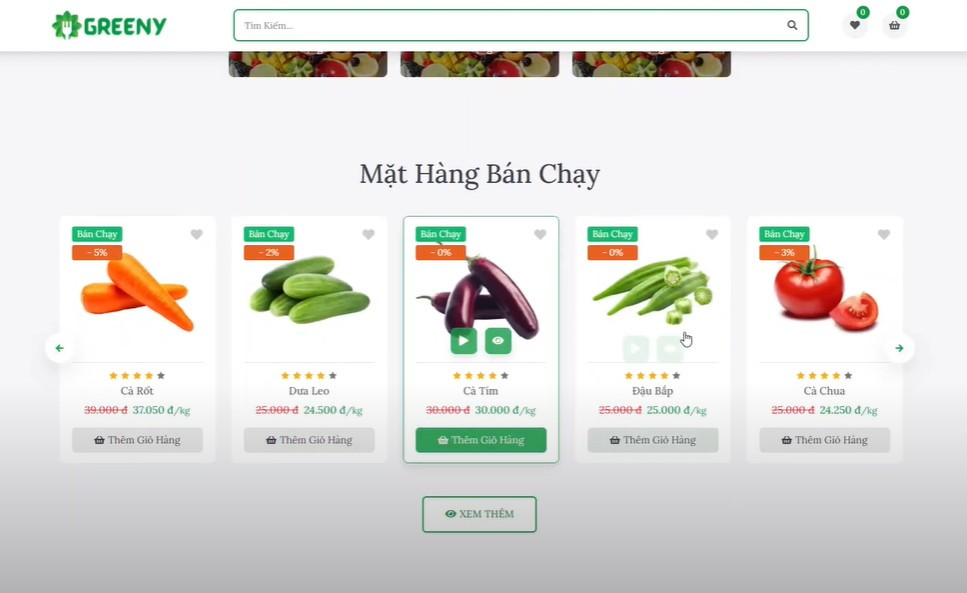 GREENY
Tìm Kiếm...
0
0
Mặt Hàng Bán Chạy
Bán Chạy
- 5%
Cà Rốt
39.000 đ 37.050 đ/kg
Thêm Giỏ Hàng
Bán Chạy
- 2%
Dưa Leo
25.000 đ 24.500 đ/kg
Thêm Giỏ Hàng
Bán Chạy
- 0%
Cà Tím
30.000 đ 30.000 đ/kg
Thêm Giỏ Hàng
Bán Chạy
- 0%
Đậu Bắp
25.000 đ 25.000 đ/kg
Thêm Giỏ Hàng
Bán Chạy
- 3%
Cà Chua
25.000 đ 24.250 đ/kg
Thêm Giỏ Hàng
XEM THÊM